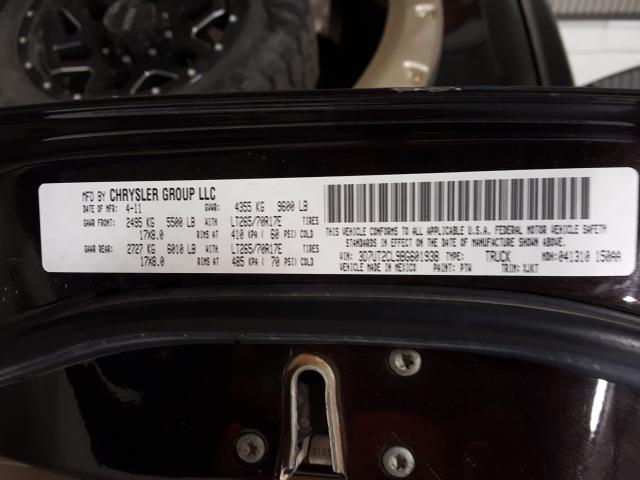 MFD BY CHRYSLER GROUP LLC
DATE OF MFR 4-11 GVWR: 4355 KG 9600 LB
GAWR FRONT: 2495 KG 5500 LB WITH LT265/70R17E TIRES
17X8.0 RIMS AT 410 KPA ( 60 PSI) COLD
GAWR REAR: 2727 KG 6010 LB WITH LT265/70R17E TIRES
17X8.0 RIMS AT 485 KPA ( 70 PSI) COLD
THIS VEHICLE CONFORMS TO ALL APPLICABLE U.S.A. FEDERAL MOTOR VEHICLE SAFETY
STANDARDS IN EFFECT ON THE DATE OF MANUFACTURE SHOWN ABOVE.
VIN: 3D7UT2CL9BG601938 TYPE: TRUCK MDH: 041310 150AA
VEHICLE MADE IN MEXICO PAINT: PTW TRIM: XJXT